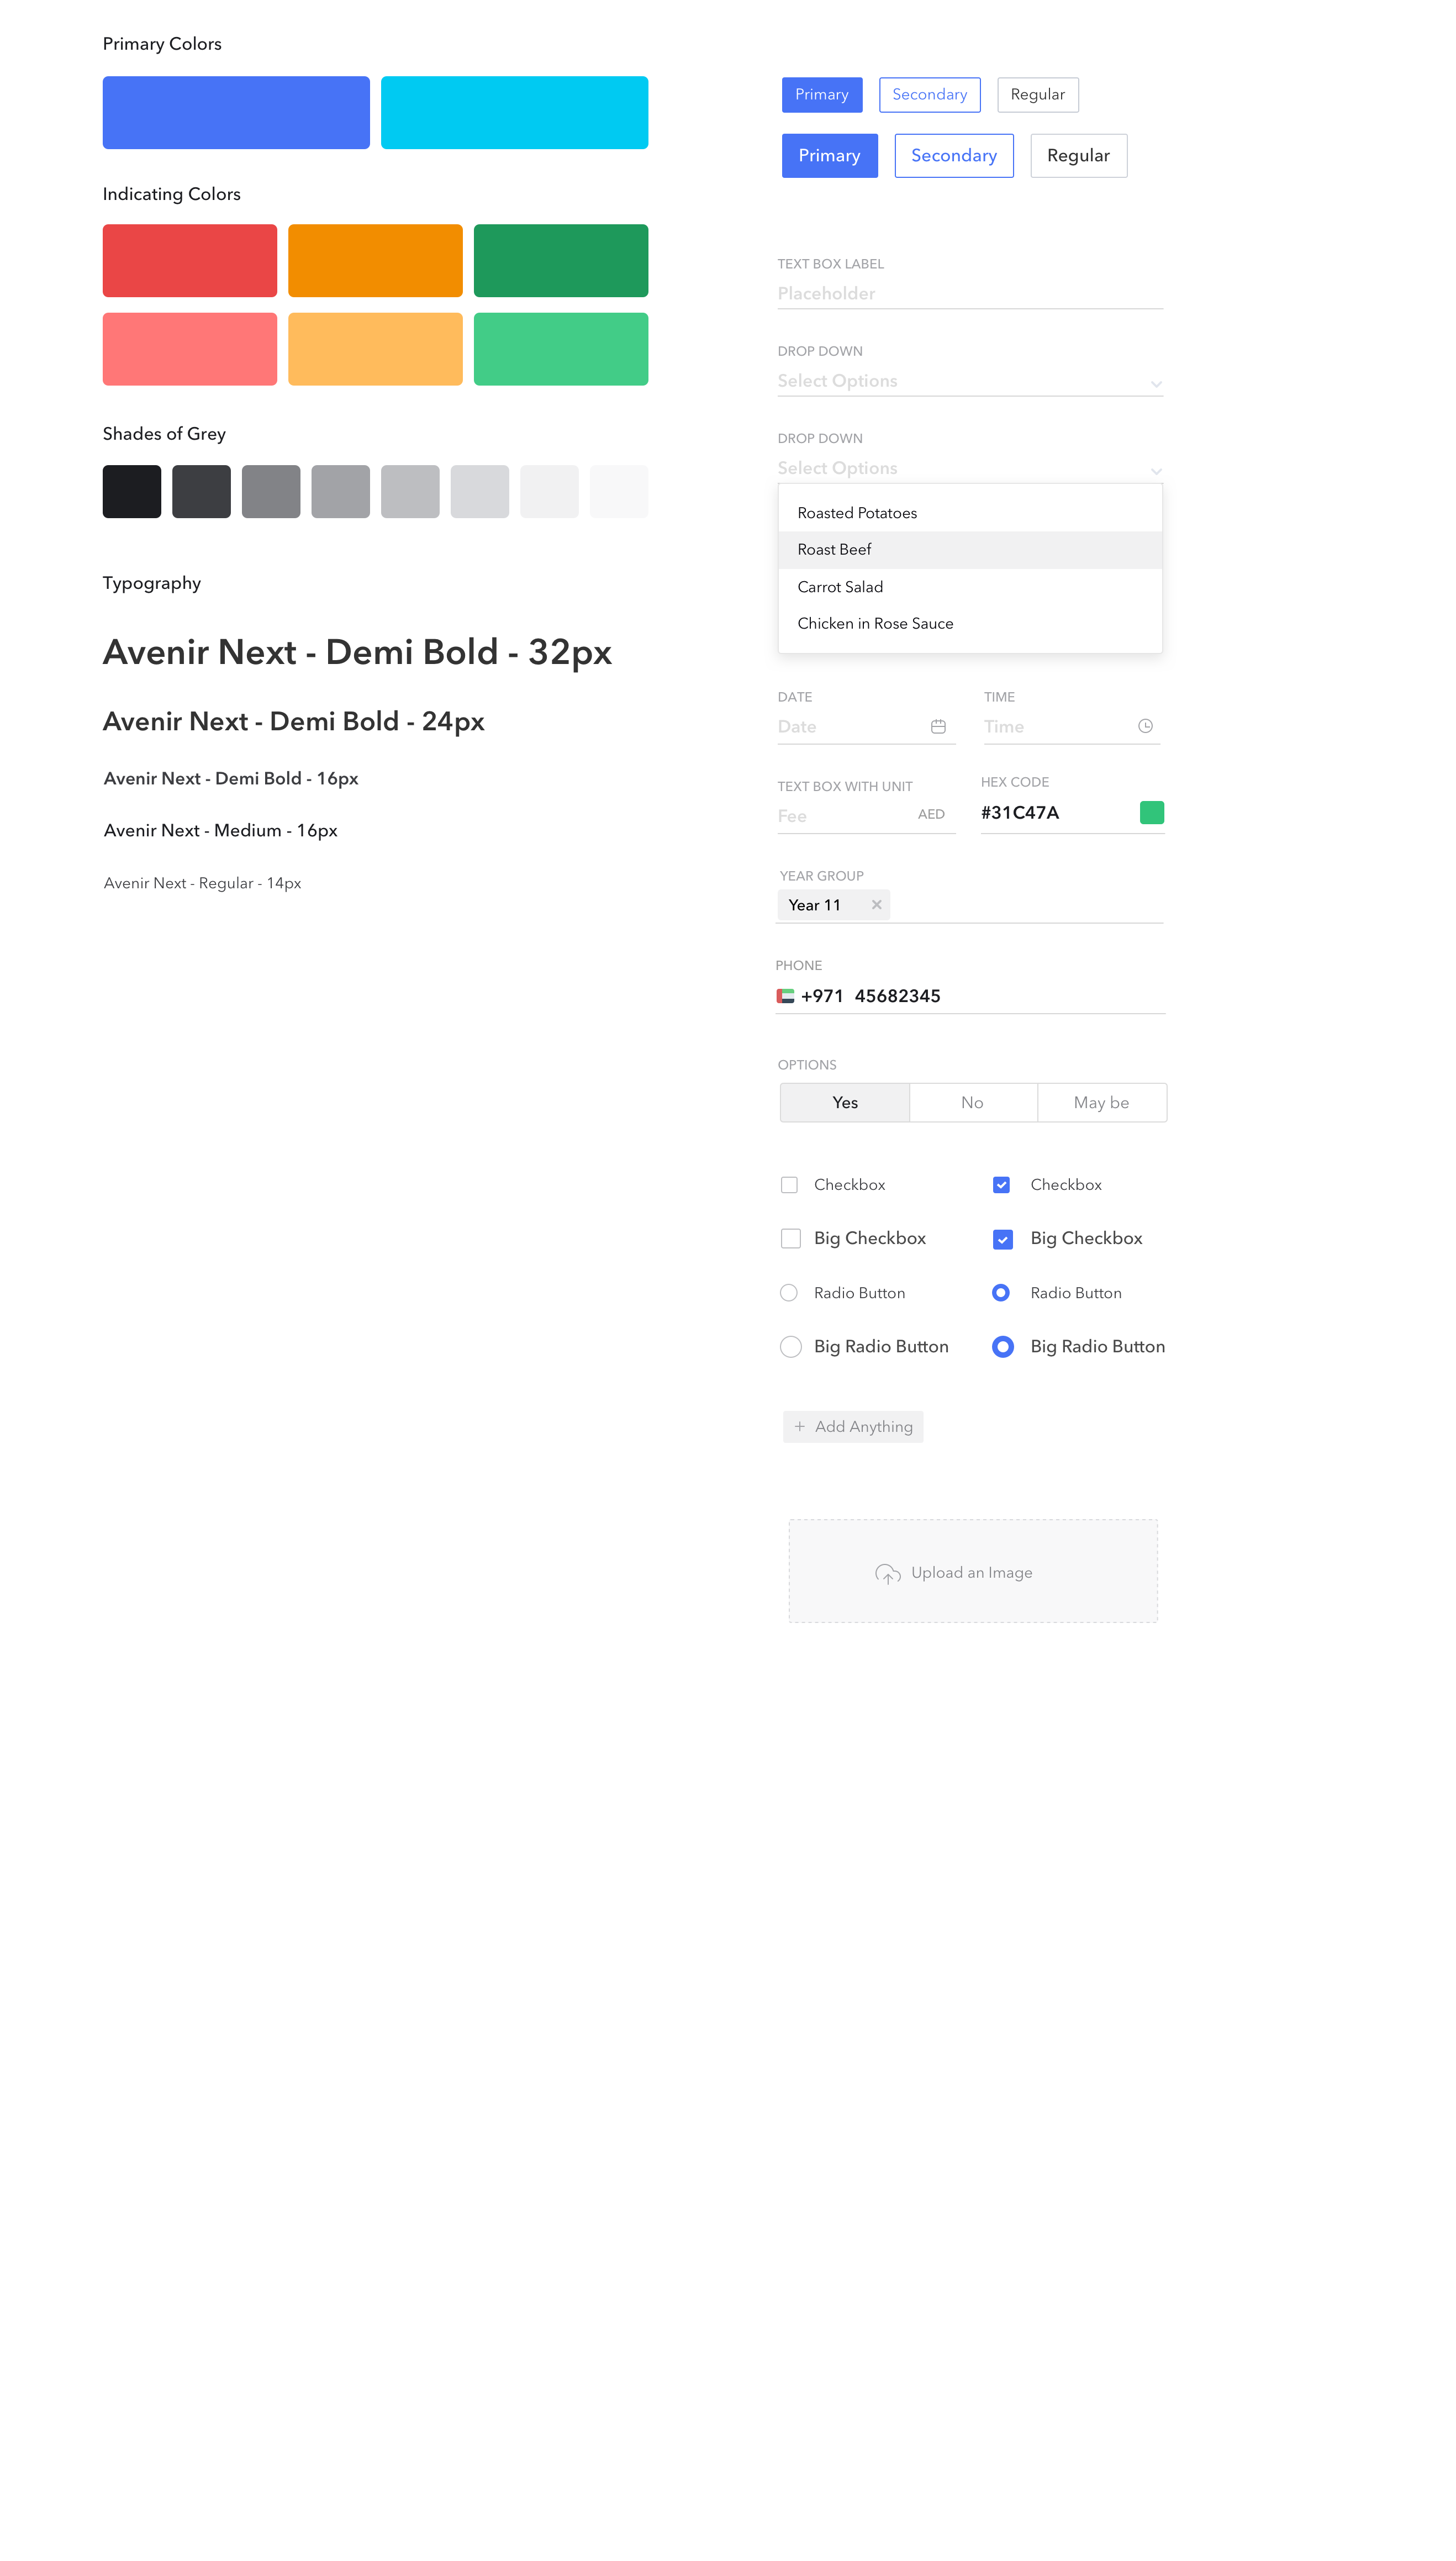 Primary Colors
Indicating Colors
Shades of Grey
Typography
Avenir Next - Demi Bold - 32px
Avenir Next - Demi Bold - 24px
Avenir Next - Demi Bold - 16px
Avenir Next - Medium - 16px
Avenir Next - Regular - 14px
Primary Secondary Regular
Primary Secondary Regular
TEXT BOX LABEL
Placeholder
DROP DOWN
Select Options
DROP DOWN
Select Options
Roasted Potatoes
Roast Beef
Carrot Salad
Chicken in Rose Sauce
DATE TIME
Date Time
TEXT BOX WITH UNIT HEX CODE
Fee AED #31C47A
YEAR GROUP
Year 11
PHONE
+971 45682345
OPTIONS
Yes No May be
Checkbox Checkbox
Big Checkbox Big Checkbox
Radio Button Radio Button
Big Radio Button Big Radio Button
+ Add Anything
Upload an Image